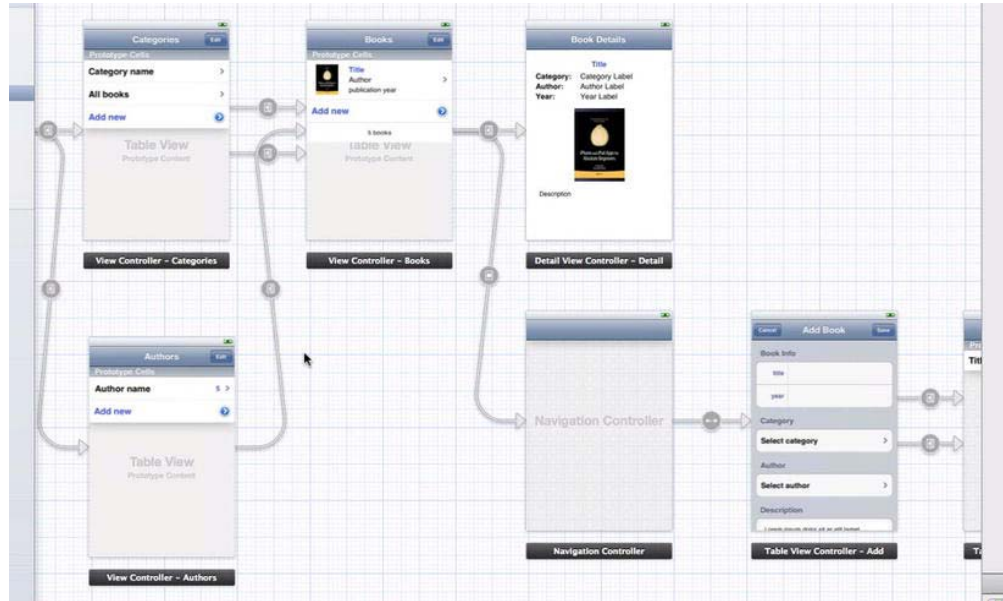 Categories
Edit
Prototype Cells
Category name
All books
Add new
Table View
Prototype Content
View Controller - Categories
Books
Edit
Prototype Cells
Title
Author
publication year
Add new
5 books
Table View
Prototype Content
View Controller - Books
Book Details
Title
Category: Category Label
Author: Author Label
Year: Year Label
Description
Detail View Controller - Detail
Authors
Edit
Prototype Cells
Author name 5
Add new
Table View
Prototype Content
View Controller - Authors
Navigation Controller
Navigation Controller
Cancel
Add Book
Save
Book Info
title
year
Category
Select category
Author
Select author
Description
Table View Controller - Add
Pro
Titl
Ta